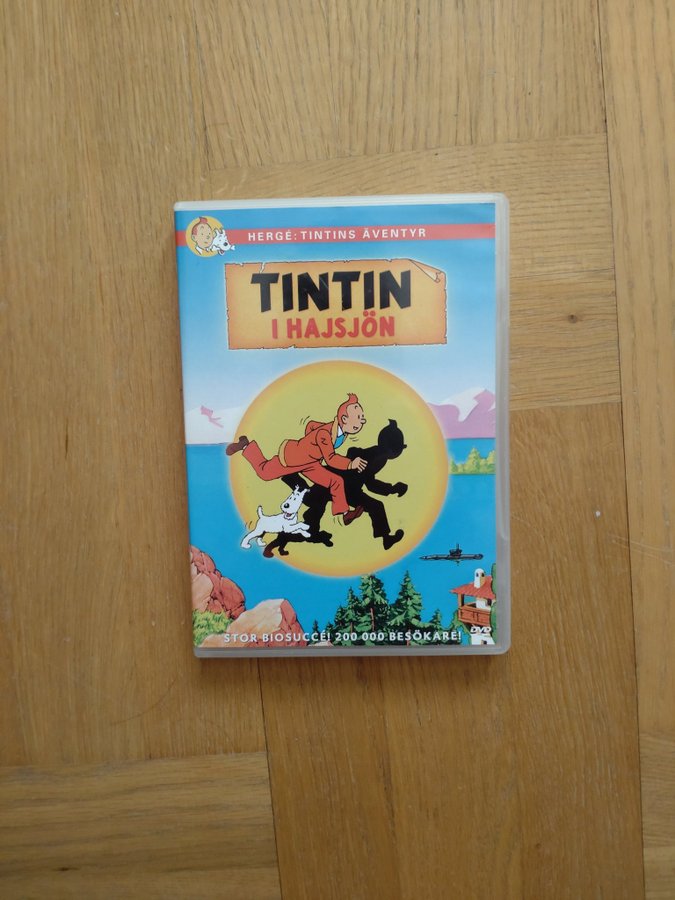 HERGÉ: TINTINS ÄVENTYR
TINTIN
I HAJSJÖN
STOR BIOSUCCÉ! 200 000 BESÖKARE!
DVD